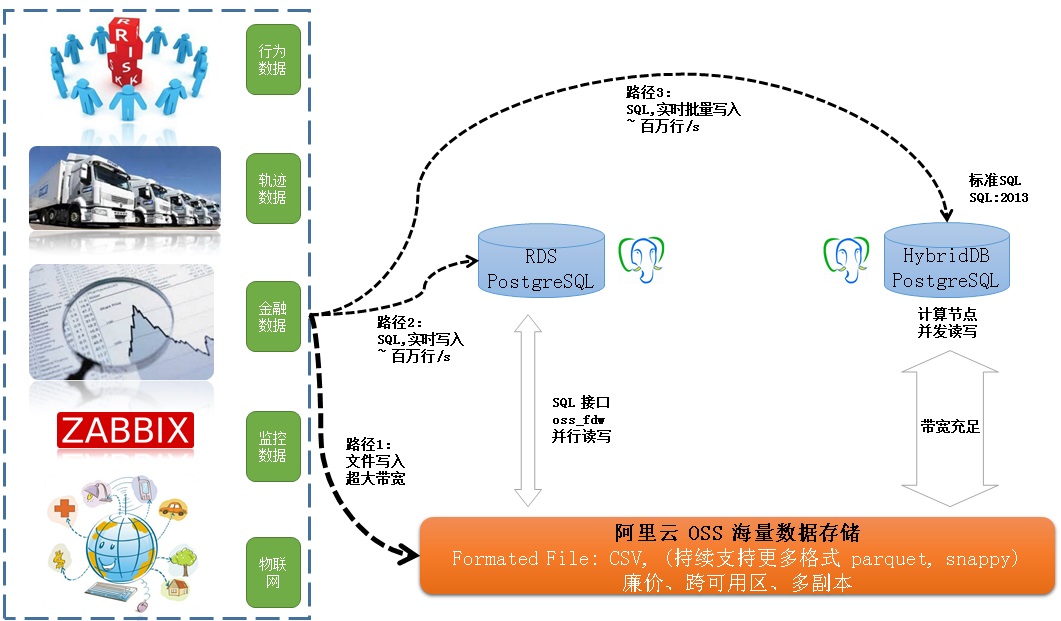 RISK
行为
数据
轨迹
数据
金融
数据
ZABBIX
监控
数据
物联
网
路径3:
SQL,实时批量写入
~ 百万行/s
标准SQL
SQL:2013
RDS
PostgreSQL
HybridDB
PostgreSQL
计算节点
并发读写
路径2:
SQL,实时写入
~ 百万行/s
SQL 接口
oss_fdw
并行读写
带宽充足
路径1:
文件写入
超大带宽
阿里云 OSS 海量数据存储
Formated File: CSV, (持续支持更多格式 parquet, snappy)
廉价、跨可用区、多副本